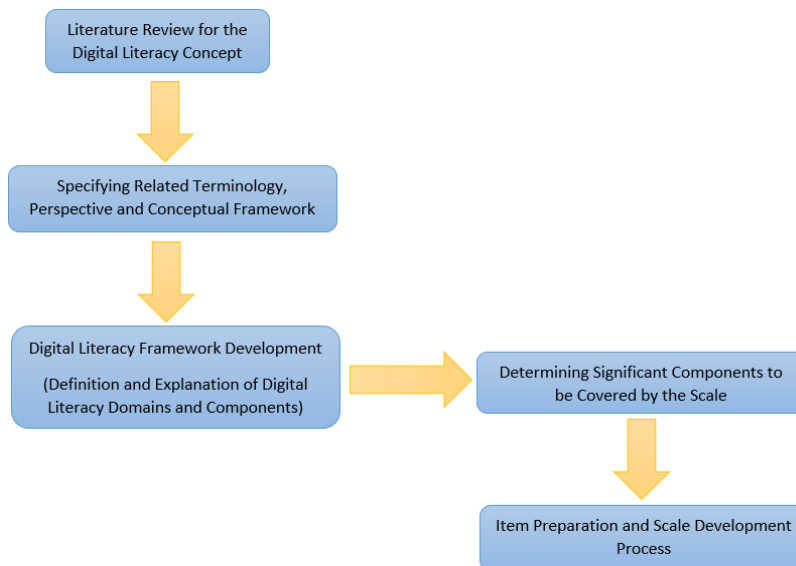 Literature Review for the
Digital Literacy Concept
Specifying Related Terminology,
Perspective and Conceptual Framework
Digital Literacy Framework Development
(Definition and Explanation of Digital
Literacy Domains and Components)
Determining Significant Components to
be Covered by the Scale
Item Preparation and Scale Development
Process